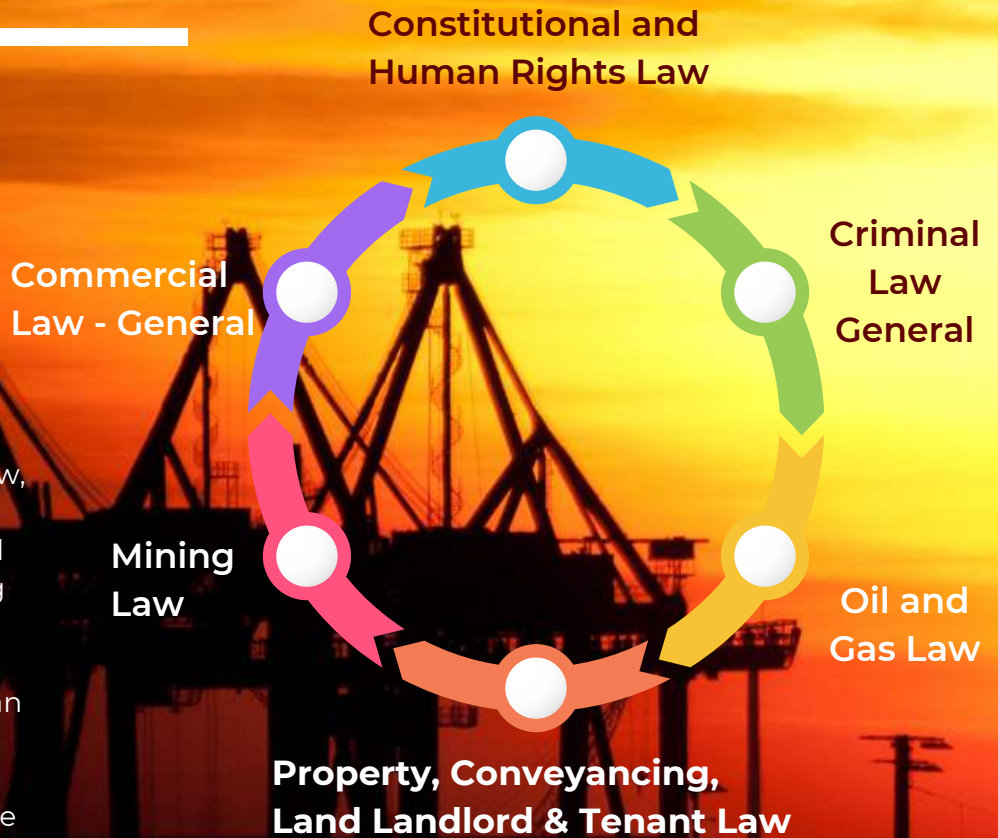 Constitutional and
Human Rights Law
Criminal
Law
General
Commercial
Law - General
Mining
Law
Oil and
Gas Law
Property, Conveyancing,
Land Landlord & Tenant Law